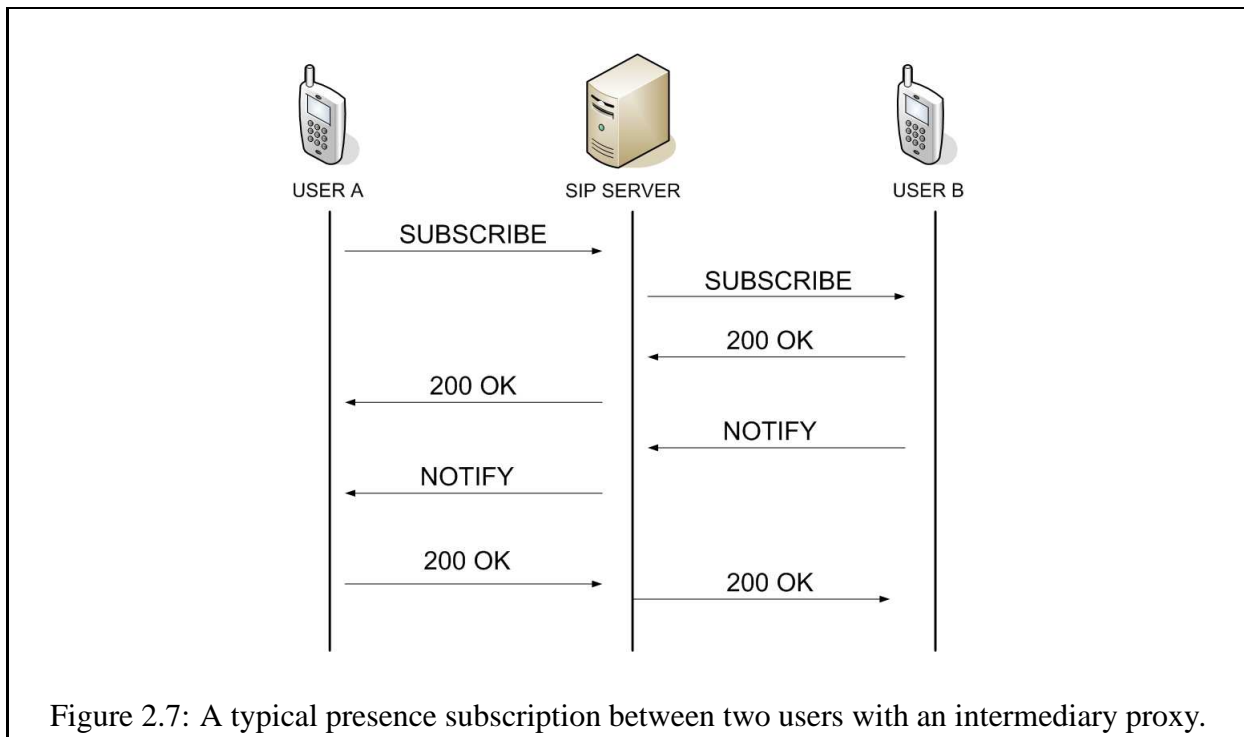 USER A
SIP SERVER
USER B
SUBSCRIBE
SUBSCRIBE
200 OK
200 OK
NOTIFY
NOTIFY
200 OK
200 OK
Figure 2.7: A typical presence subscription between two users with an intermediary proxy.